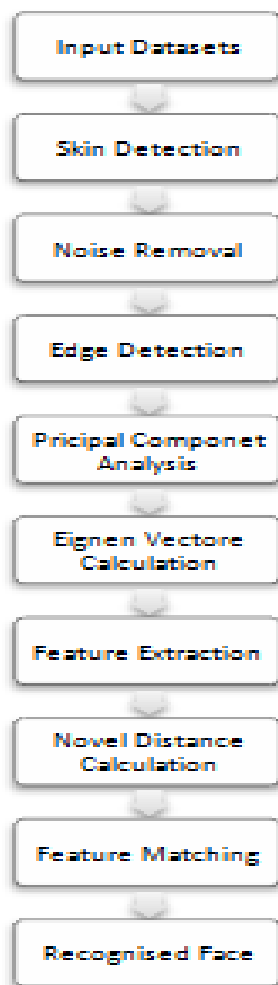 Input Datasets
Skin Detection
Noise Removal
Edge Detection
Pricipal Componet
Analysis
Eignen Vectore
Calculation
Feature Extraction
Novel Distance
Calculation
Feature Matching
Recognised Face